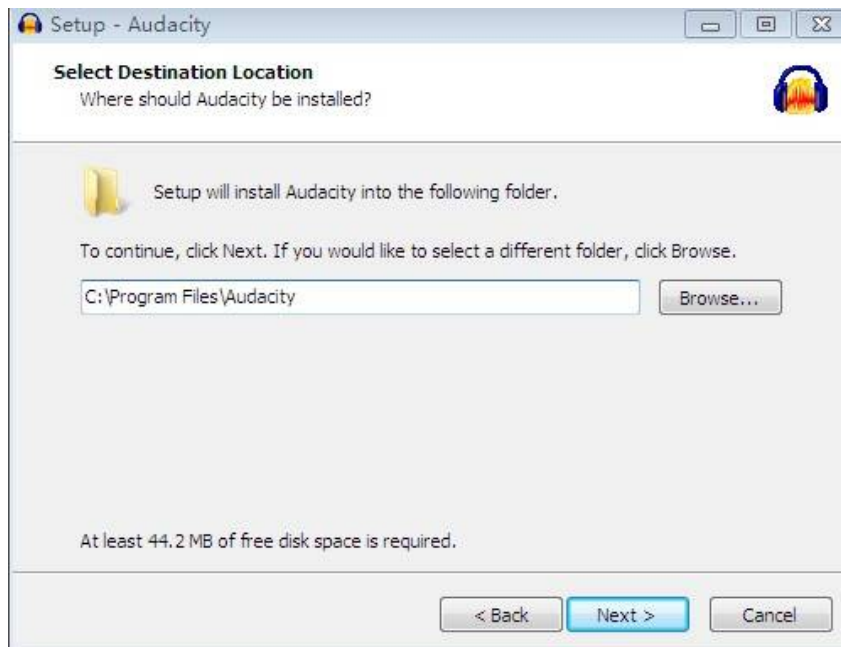 Setup - Audacity
Select Destination Location
Where should Audacity be installed?
Setup will install Audacity into the following folder.
To continue, click Next. If you would like to select a different folder, click Browse.
C:\Program Files\Audacity
Browse...
At least 44.2 MB of free disk space is required.
< Back
Next >
Cancel